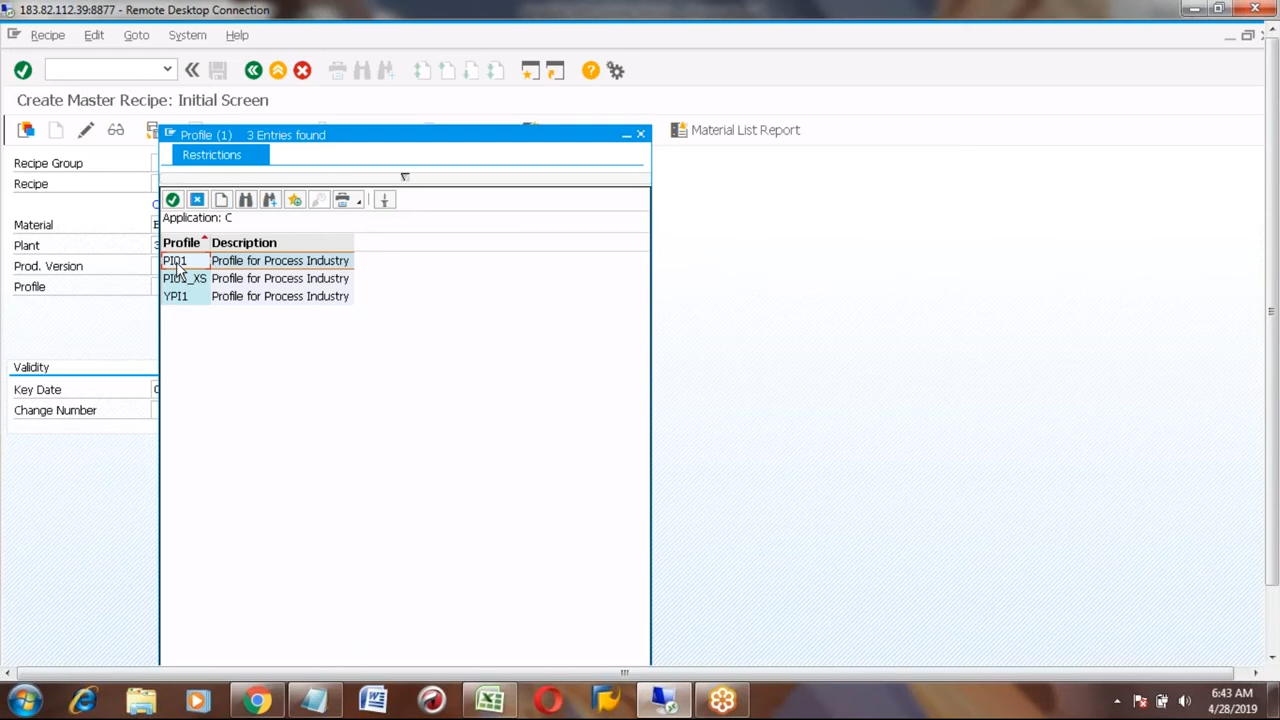 183.82.112.39:8877 - Remote Desktop Connection
Recipe Edit Goto System Help
Create Master Recipe: Initial Screen
Material List Report
Profile (1) 3 Entries found
Restrictions
Application: C
Profile Description
PI01 Profile for Process Industry
Profile for Process Industry
YPI1 Profile for Process Industry
Recipe Group
Recipe
Material
Plant
Prod. Version
Profile
Validity
Key Date
Change Number
6:43 AM
4/28/2019